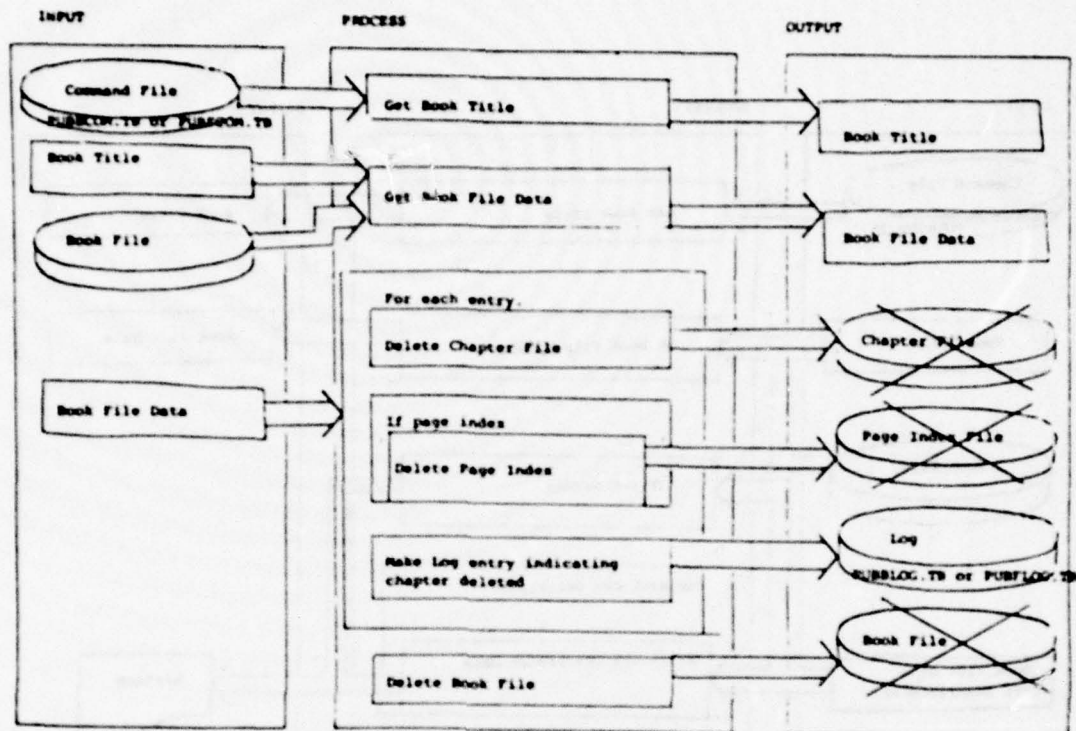 INPUT
PROCESS
OUTPUT
Command File
Get Book Title
Book Title
Book Title
Get Book File Data
Book File
Book File Data
For each entry.
Delete Chapter File
Chapter File
Book File Data
If page index
Delete Page Index
Page Index File
Make Log entry indicating
chapter deleted
Log
PUBBLOG.TB or PUBFLOG.TB
Delete Book File
Book File